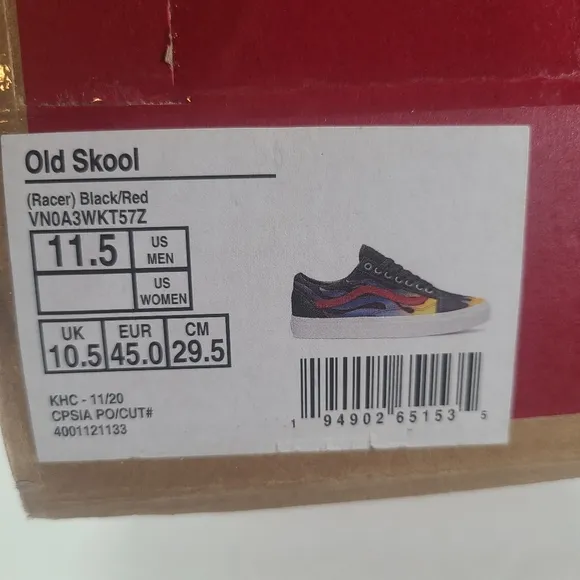 Old Skool
(Racer) Black/Red
VN0A3WKT57Z
11.5 US MEN
US WOMEN
UK 10.5 EUR 45.0 CM 29.5
KHC - 11/20
CPSIA PO/CUT#
4001121133
1 94902 65153 5